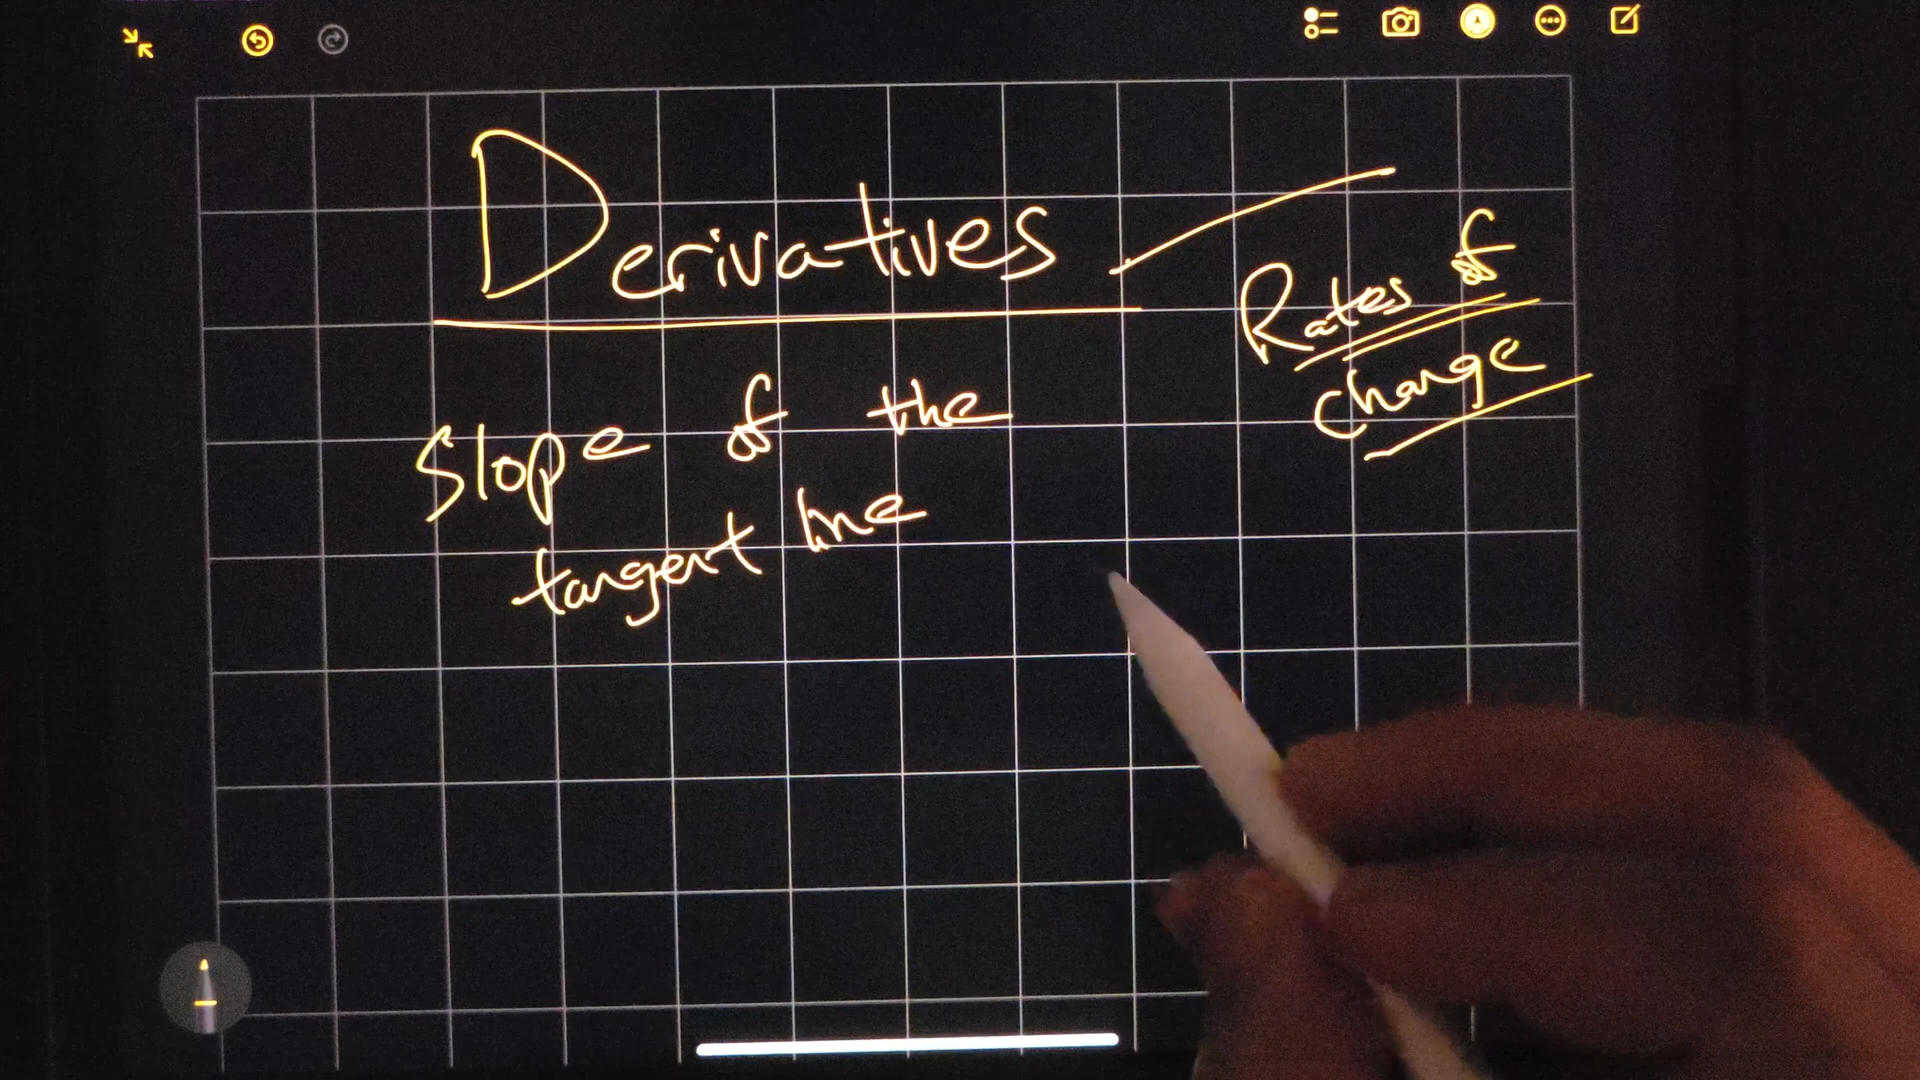 Derivatives
Rates of
change
Slope of the
tangent line